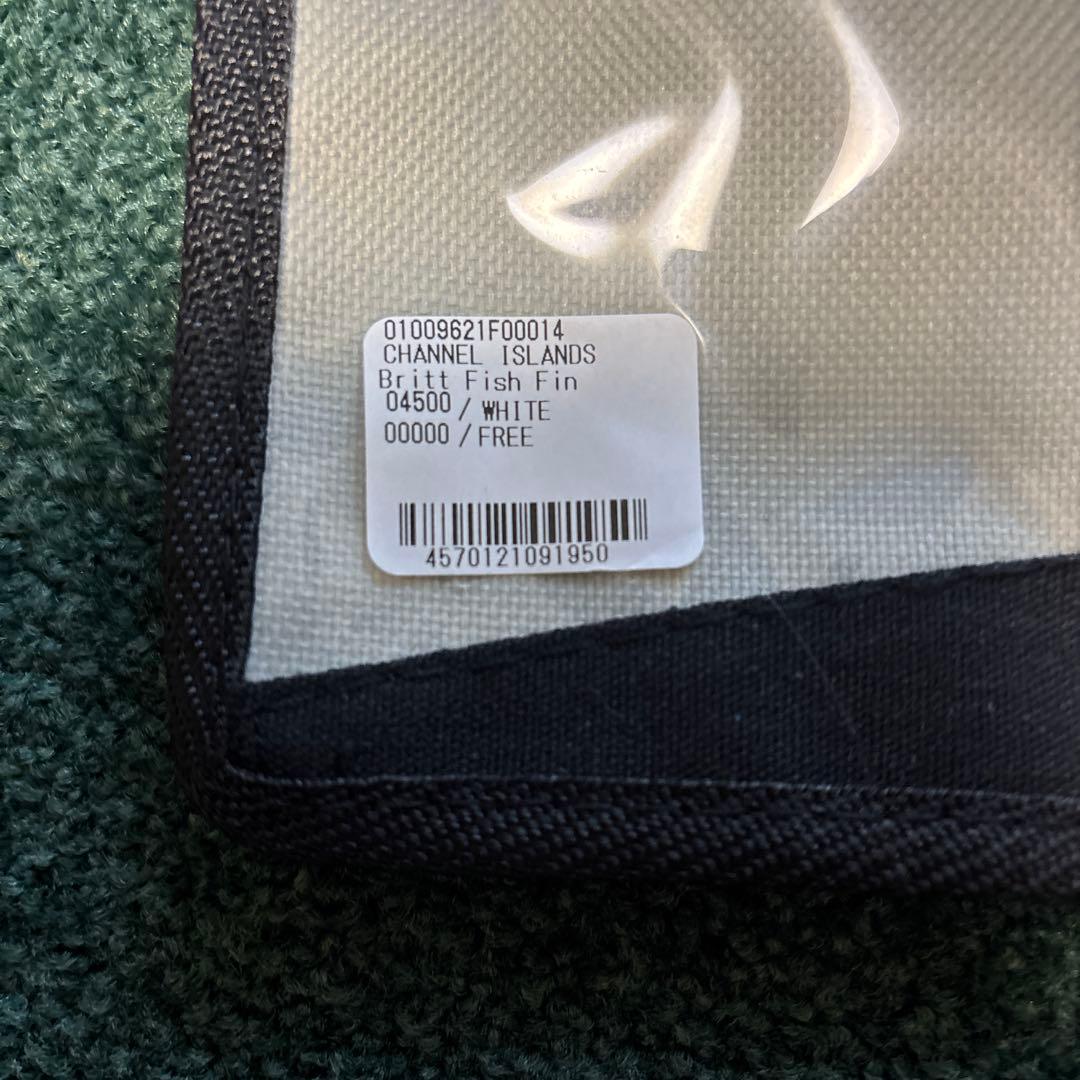 01009621F00014
CHANNEL ISLANDS
Britt Fish Fin
04500 / WHITE
00000 / FREE
4570121091950